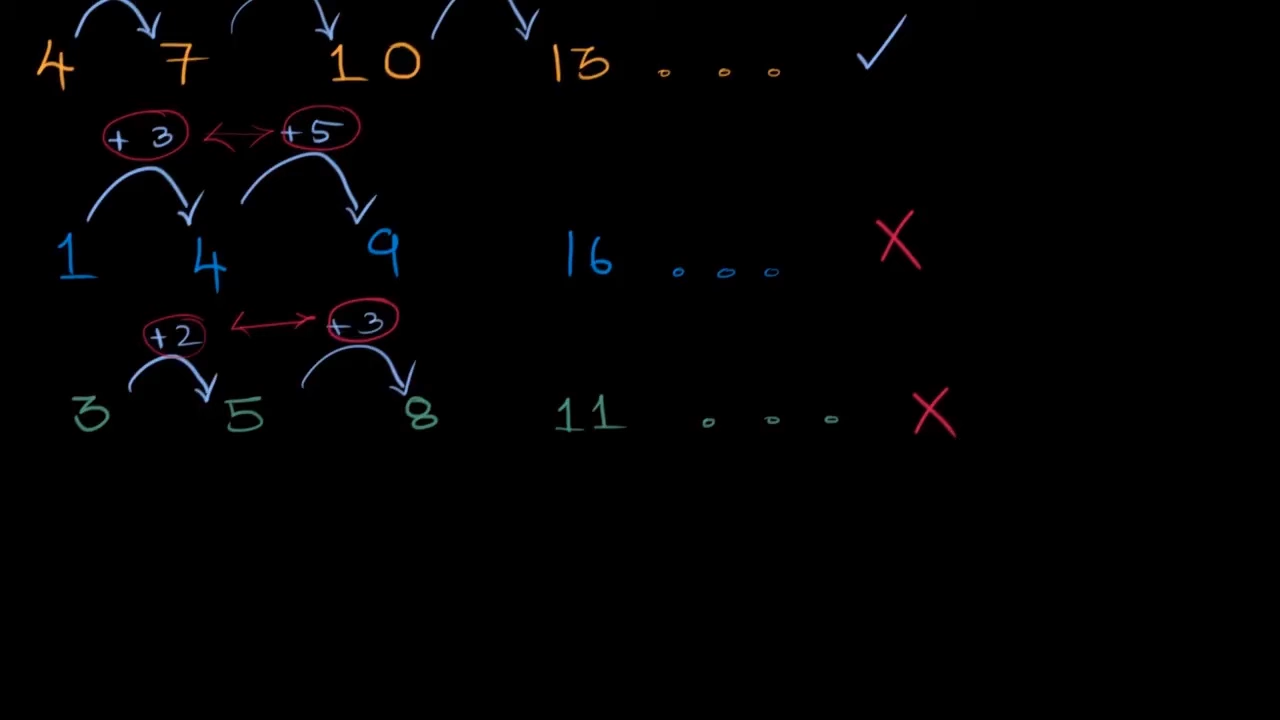 4 7 10 13 . . .
+ 3 +5
1 4 9 16 . . .
+2 +3
3 5 8 11 . . .